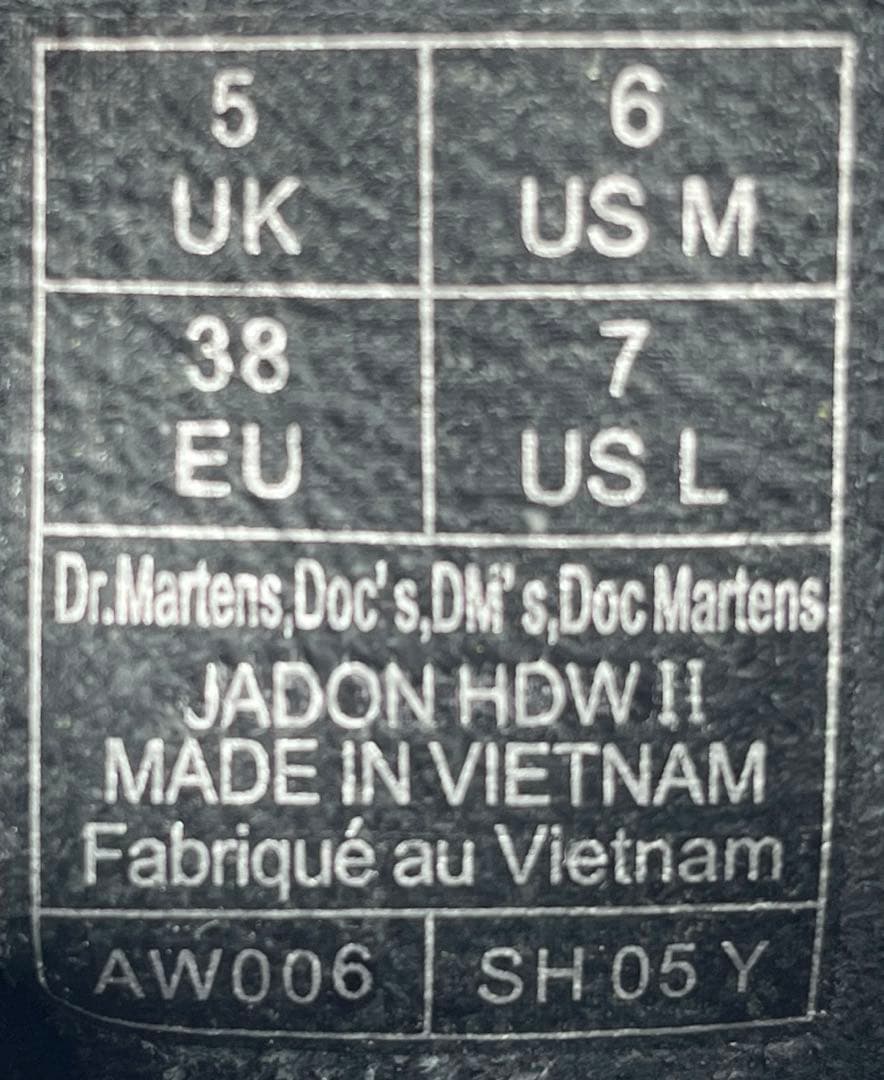 5
UK
6
US M
38
EU
7
US L
Dr.Martens,Doc's,DM's,Doc Martens
JADON HDW II
MADE IN VIETNAM
Fabriqué au Vietnam
AW006
SH 05 Y